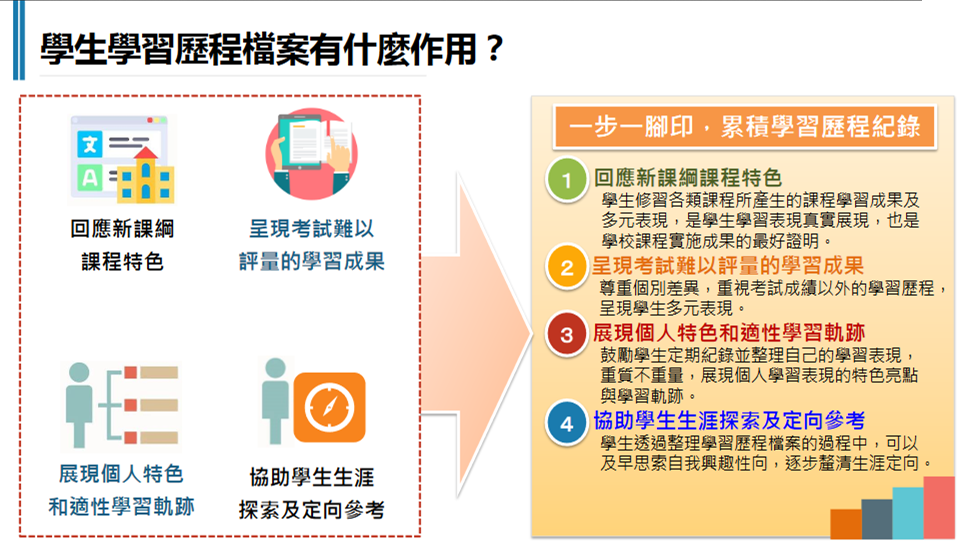 學生學習歷程檔案有什麼作用？
回應新課綱
課程特色
呈現考試難以
評量的學習成果
展現個人特色
和適性學習軌跡
協助學生生涯
探索及定向參考
一步一腳印，累積學習歷程紀錄
1 回應新課綱課程特色
學生修習各類課程所產生的課程學習成果及
多元表現，是學生學習表現真實展現，也是
學校課程實施成果的最好證明。
2 呈現考試難以評量的學習成果
尊重個別差異，重視考試成績以外的學習歷程，
呈現學生多元表現。
3 展現個人特色和適性學習軌跡
鼓勵學生定期紀錄並整理自己的學習表現，
重質不重量，展現個人學習表現的特色亮點
與學習軌跡。
4 協助學生生涯探索及定向參考
學生透過整理學習歷程檔案的過程中，可以
及早思索自我興趣性向，逐步釐清生涯定向。
文
A